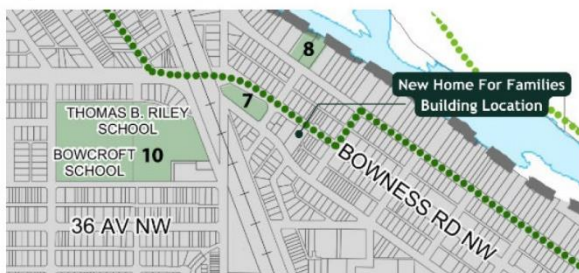 8
New Home For Families
Building Location
7
THOMAS B. RILEY
SCHOOL
BOWCROFT
SCHOOL
10
BOWNESS RD NW
36 AV NW